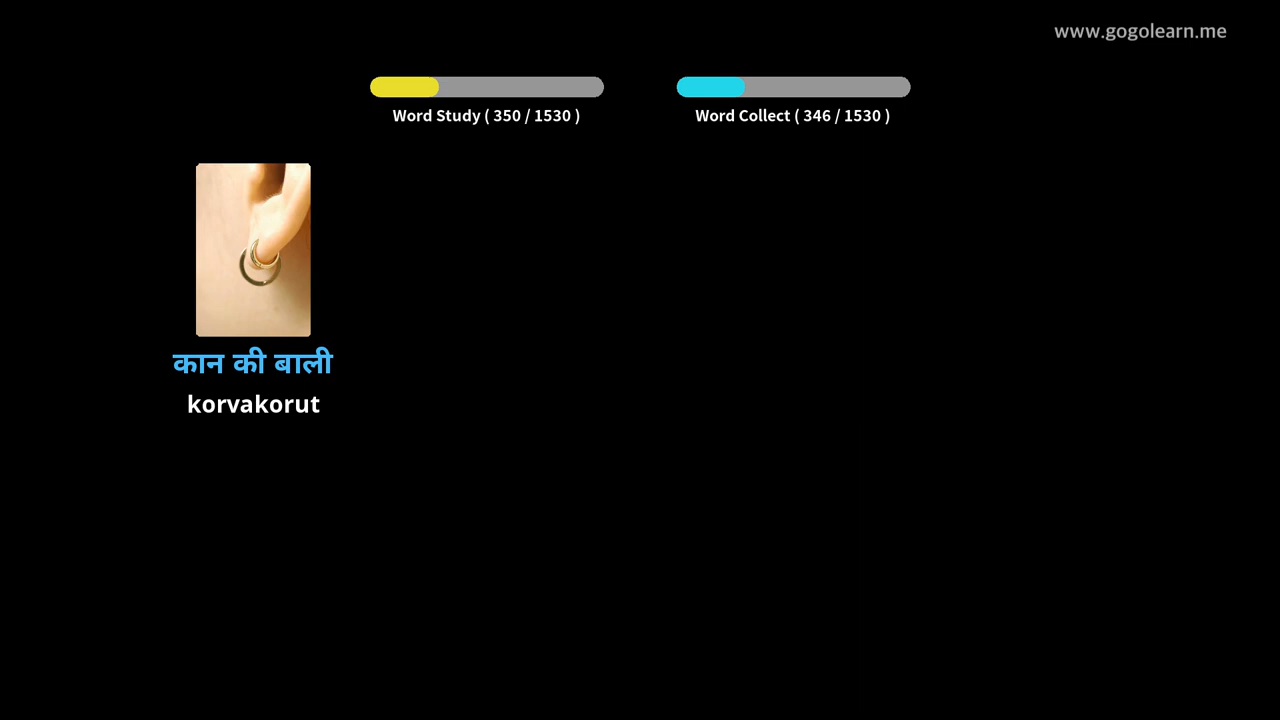 www.gogolearn.me
Word Study ( 350 / 1530 )
Word Collect ( 346 / 1530 )
कान की बाली
korvakorut